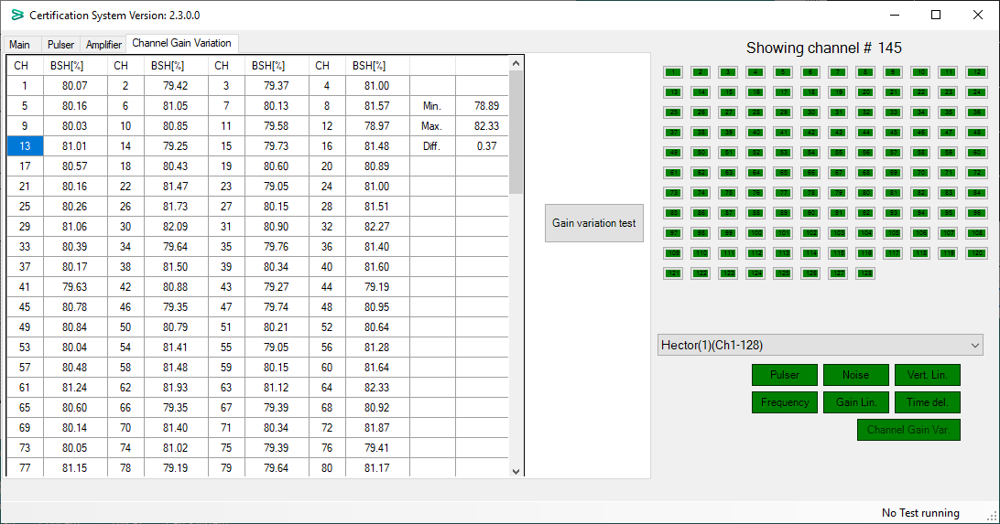 Certification System Version: 2.3.0.0
Main Pulser Amplifier Channel Gain Variation
CH BSH[%] CH BSH[%] CH BSH[%] CH BSH[%]
1 80.07 2 79.42 3 79.37 4 81.00
5 80.16 6 81.05 7 80.13 8 81.57 Min. 78.89
9 80.03 10 80.85 11 79.58 12 78.97 Max. 82.33
13 81.01 14 79.25 15 79.73 16 81.48 Diff. 0.37
17 80.57 18 80.43 19 80.60 20 80.89
21 80.16 22 81.47 23 79.05 24 81.00
25 80.26 26 81.73 27 80.15 28 81.51
29 81.06 30 82.09 31 80.90 32 82.27
33 80.39 34 79.64 35 79.76 36 81.40
37 80.17 38 81.50 39 80.34 40 81.60
41 79.63 42 80.88 43 79.27 44 79.19
45 80.78 46 79.35 47 79.74 48 80.95
49 80.84 50 80.79 51 80.21 52 80.64
53 80.04 54 81.41 55 79.05 56 81.28
57 80.48 58 81.48 59 80.15 60 81.64
61 81.24 62 81.93 63 81.12 64 82.33
65 80.60 66 79.35 67 79.39 68 80.92
69 80.14 70 81.40 71 80.34 72 81.87
73 80.05 74 81.02 75 79.39 76 79.41
77 81.15 78 79.19 79 79.64 80 81.17
Gain variation test
Showing channel # 145
1 2 3 4 5 6 7 8 9 10 11 12
13 14 15 16 17 18 19 20 21 22 23 24
25 26 27 28 29 30 31 32 33 34 35 36
37 38 39 40 41 42 43 44 45 46 47 48
49 50 51 52 53 54 55 56 57 58 59 60
61 62 63 64 65 66 67 68 69 70 71 72
73 74 75 76 77 78 79 80 81 82 83 84
85 86 87 88 89 90 91 92 93 94 95 96
97 98 99 100 101 102 103 104 105 106 107 108
109 110 111 112 113 114 115 116 117 118 119 120
121 122 123 124 125 126 127 128
Hector(1)(Ch1-128)
Pulser Noise Vert. Lin.
Frequency Gain Lin. Time del.
Channel Gain Var.
No Test running